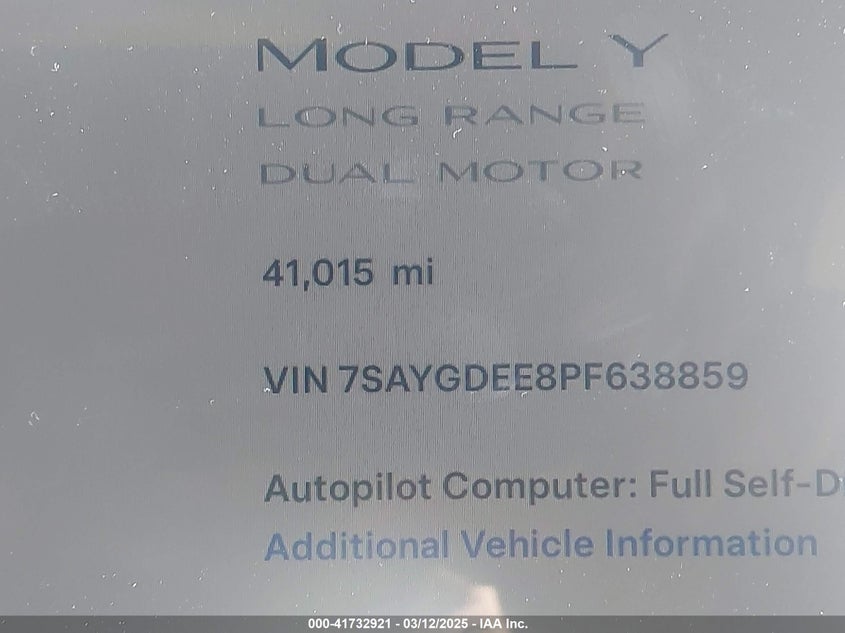 MODEL Y
LONG RANGE
DUAL MOTOR
41,015 mi
VIN 7SAYGDEE8PF638859
Autopilot Computer: Full Self-D
Additional Vehicle Information
000-41732921 - 03/12/2025 - IAA Inc.